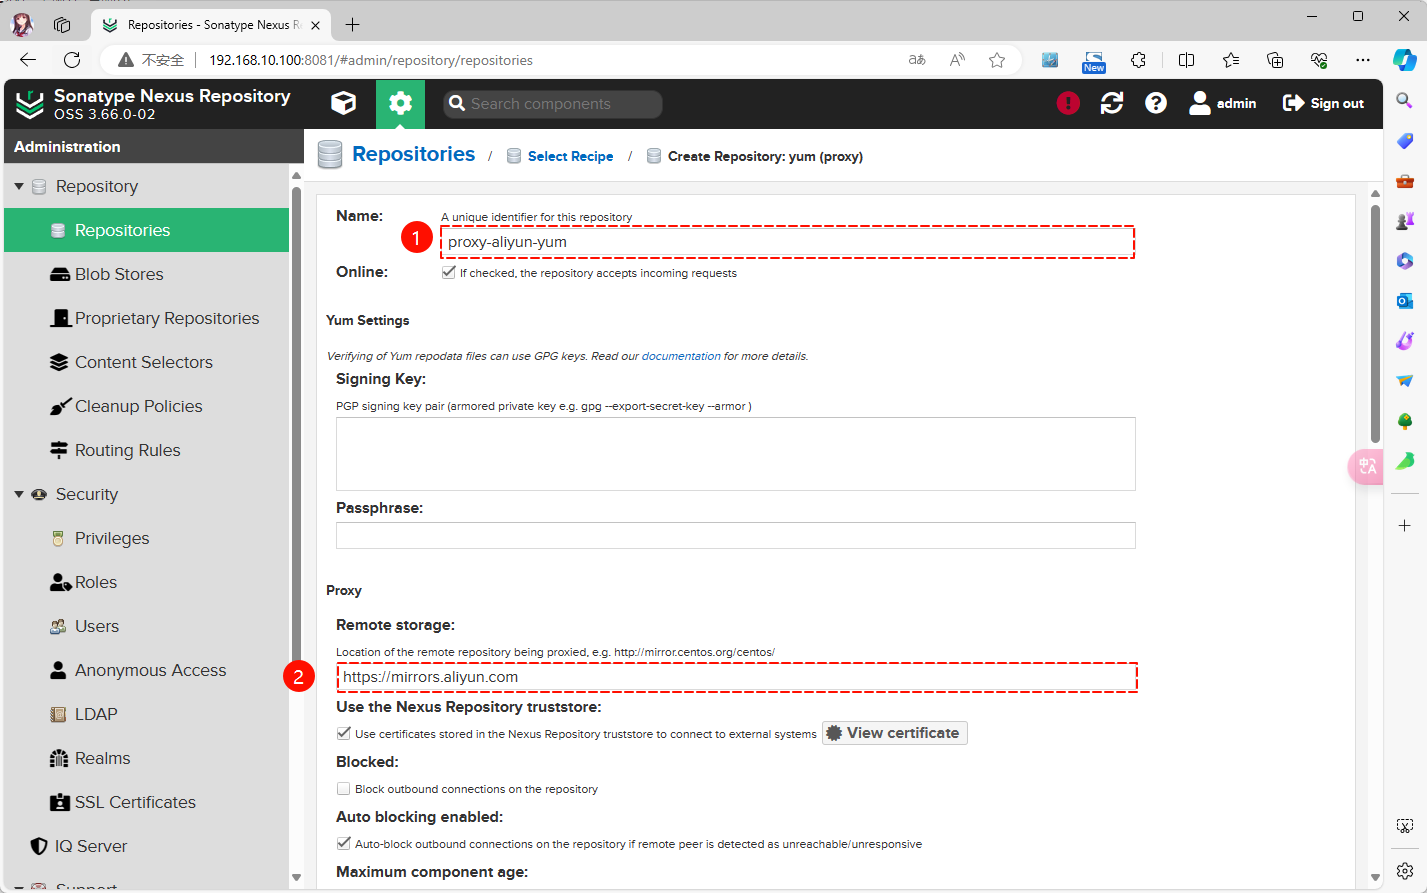 Repositories - Sonatype Nexus R
不安全
192.168.10.100:8081/#admin/repository/repositories
aあ
A
New
Sonatype Nexus Repository
OSS 3.66.0-02
Search components
admin
Sign out
Administration
Repositories / Select Recipe / Create Repository: yum (proxy)
Repository
Repositories
Blob Stores
Proprietary Repositories
Content Selectors
Cleanup Policies
Routing Rules
Security
Privileges
Roles
Users
Anonymous Access
LDAP
Realms
SSL Certificates
IQ Server
Support
Name:
A unique identifier for this repository
1
proxy-aliyun-yum
Online:
If checked, the repository accepts incoming requests
Yum Settings
Verifying of Yum repodata files can use GPG keys. Read our documentation for more details.
Signing Key:
PGP signing key pair (armored private key e.g. gpg --export-secret-key --armor )
Passphrase:
Proxy
Remote storage:
Location of the remote repository being proxied, e.g. http://mirror.centos.org/centos/
2
https://mirrors.aliyun.com
Use the Nexus Repository truststore:
Use certificates stored in the Nexus Repository truststore to connect to external systems
View certificate
Blocked:
Block outbound connections on the repository
Auto blocking enabled:
Auto-block outbound connections on the repository if remote peer is detected as unreachable/unresponsive
Maximum component age:
中
A